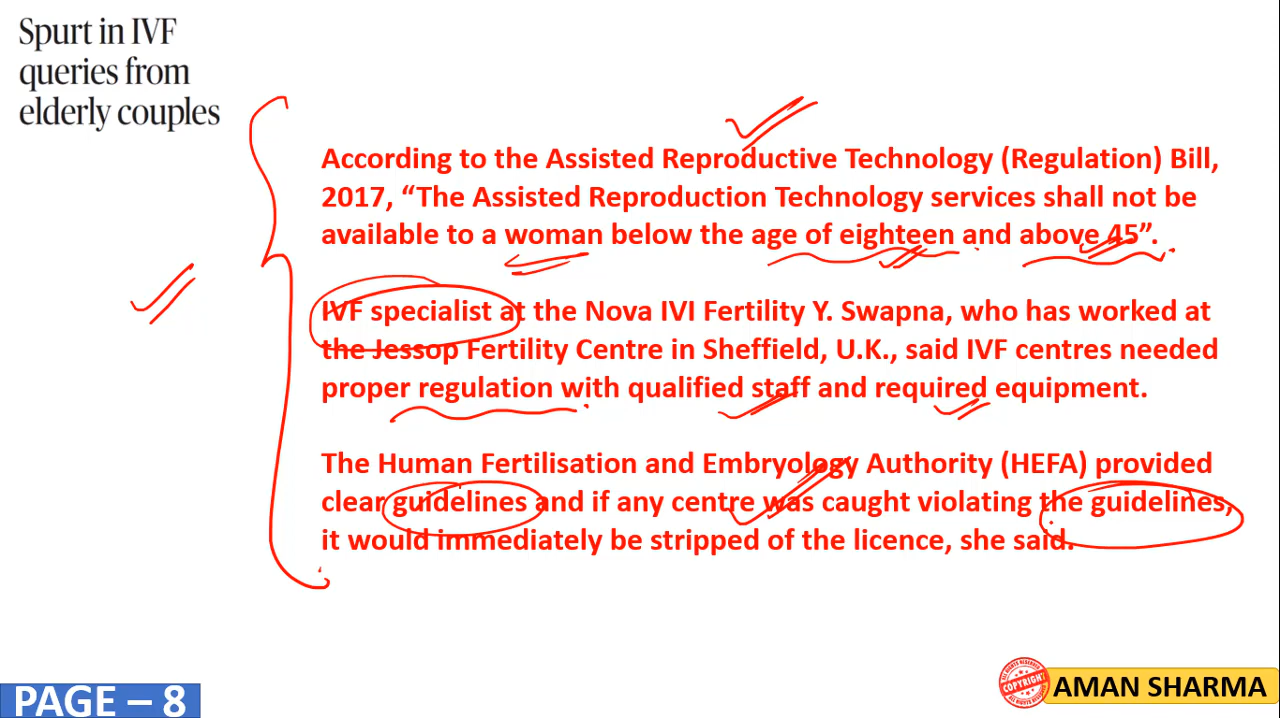 Spurt in IVF
queries from
elderly couples
According to the Assisted Reproductive Technology (Regulation) Bill,
2017, “The Assisted Reproduction Technology services shall not be
available to a woman below the age of eighteen and above 45”.
IVF specialist at the Nova IVI Fertility Y. Swapna, who has worked at
the Jessop Fertility Centre in Sheffield, U.K., said IVF centres needed
proper regulation with qualified staff and required equipment.
The Human Fertilisation and Embryology Authority (HEFA) provided
clear guidelines and if any centre was caught violating the guidelines,
it would immediately be stripped of the licence, she said.
PAGE – 8
COPYRIGHT
AMAN SHARMA